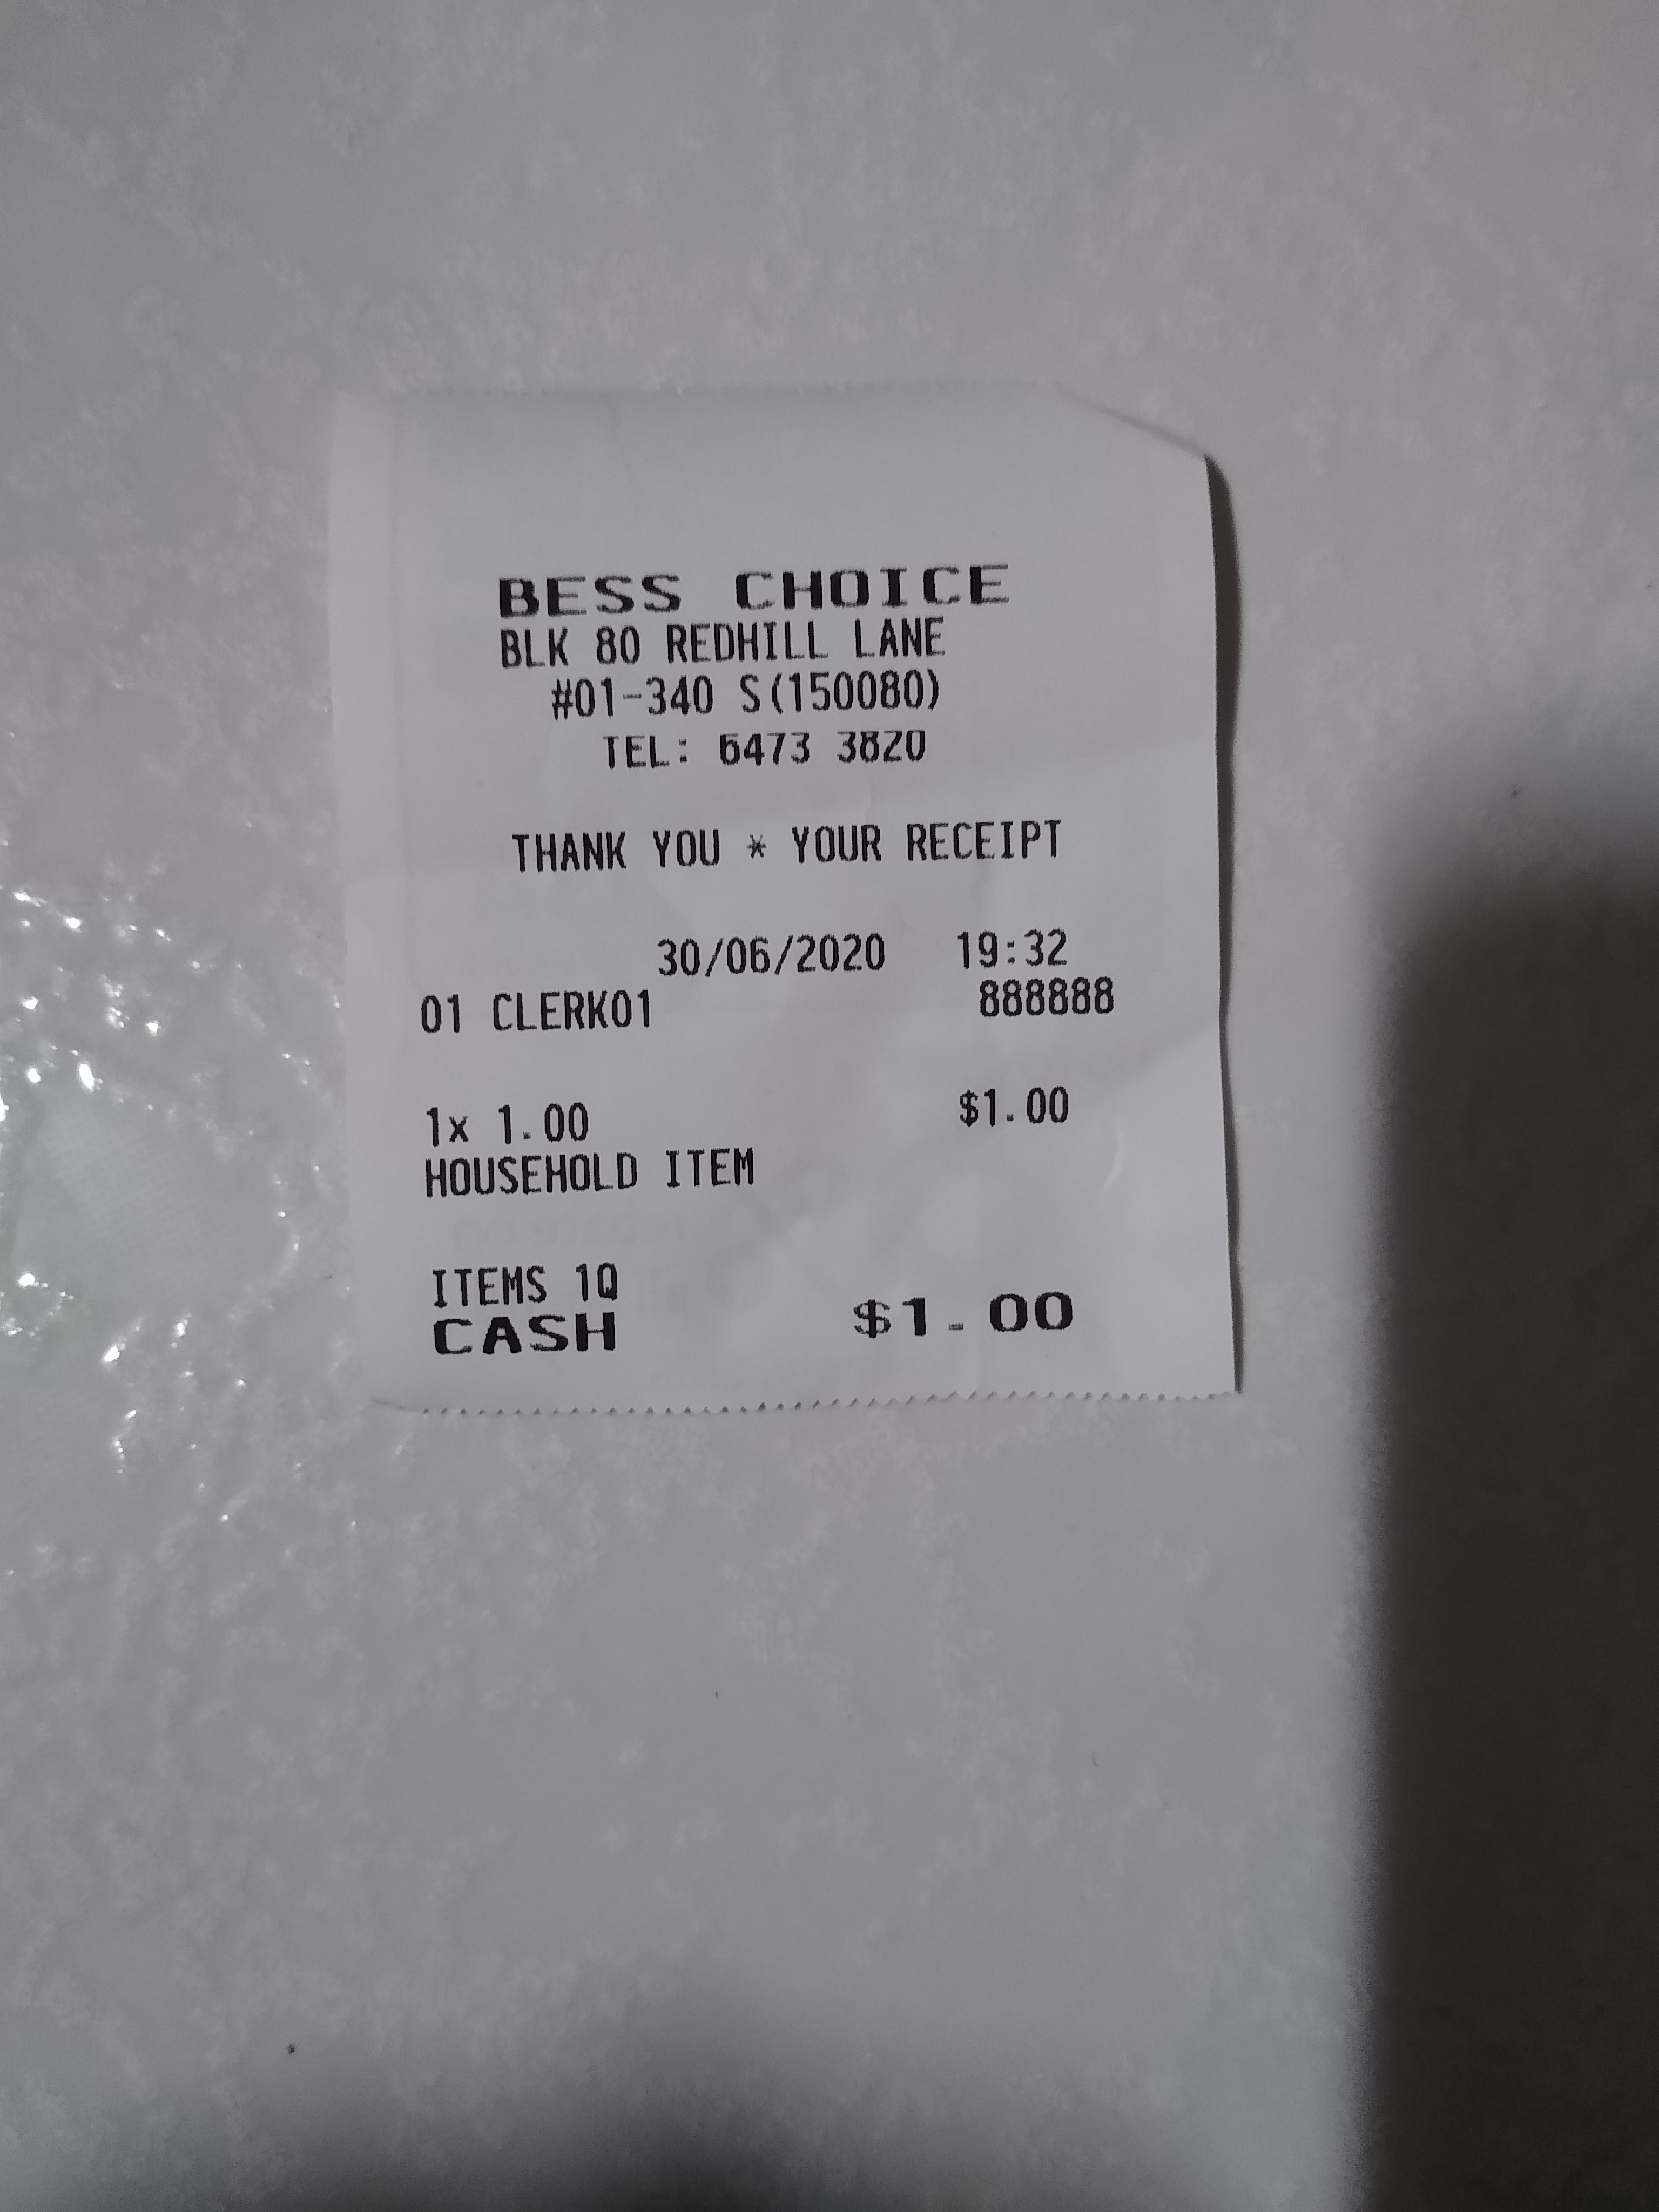 BESS CHOICE
BLK 80 REDHILL LANE
#01-340 S(150080)
TEL: 6473 3820
THANK YOU * YOUR RECEIPT
30/06/2020 19:32
01 CLERK01 888888
1x 1.00 $1.00
HOUSEHOLD ITEM
ITEMS 1Q
CASH $1.00